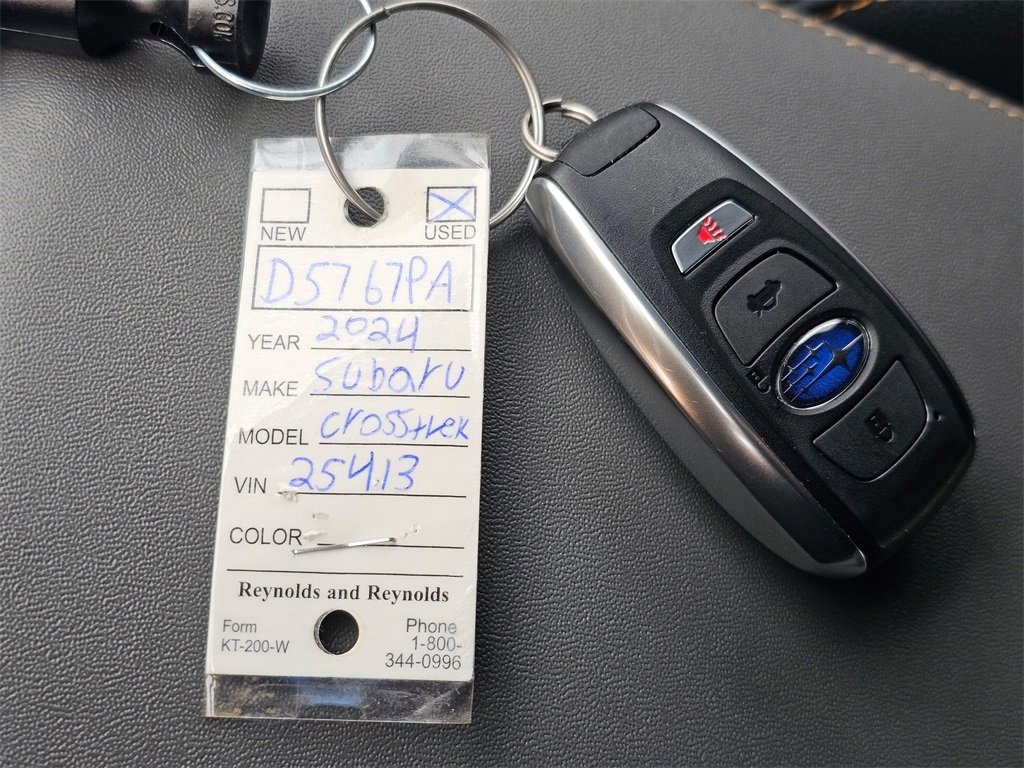 S.COM
NEW USED
D5767PA
YEAR 2024
MAKE Subaru
MODEL Crosstrek
VIN 25413
COLOR
Reynolds and Reynolds
Form Phone
KT-200-W 1-800-
344-0996